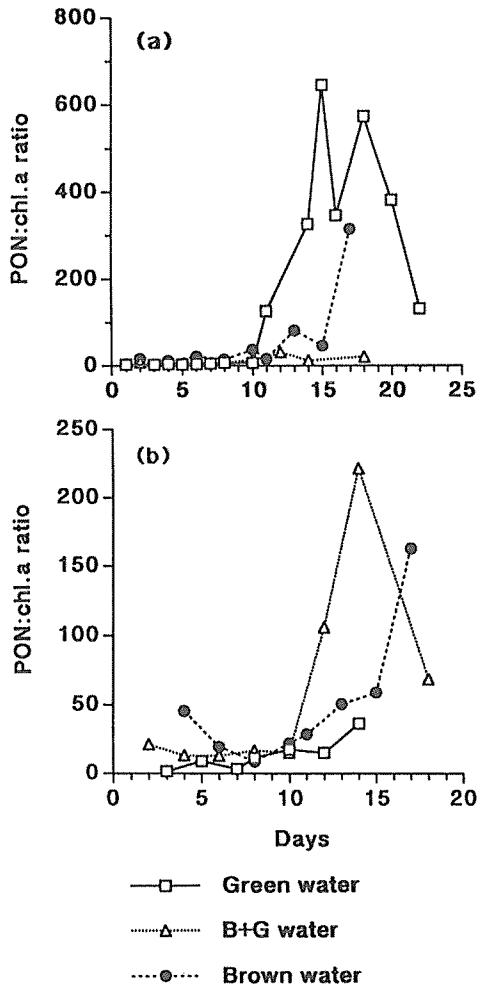 (a)
PON:chl.a ratio
800
600
400
200
0
0 5 10 15 20 25
(b)
PON:chl.a ratio
250
200
150
100
50
0
0 5 10 15 20
Days
Green water
B+G water
Brown water